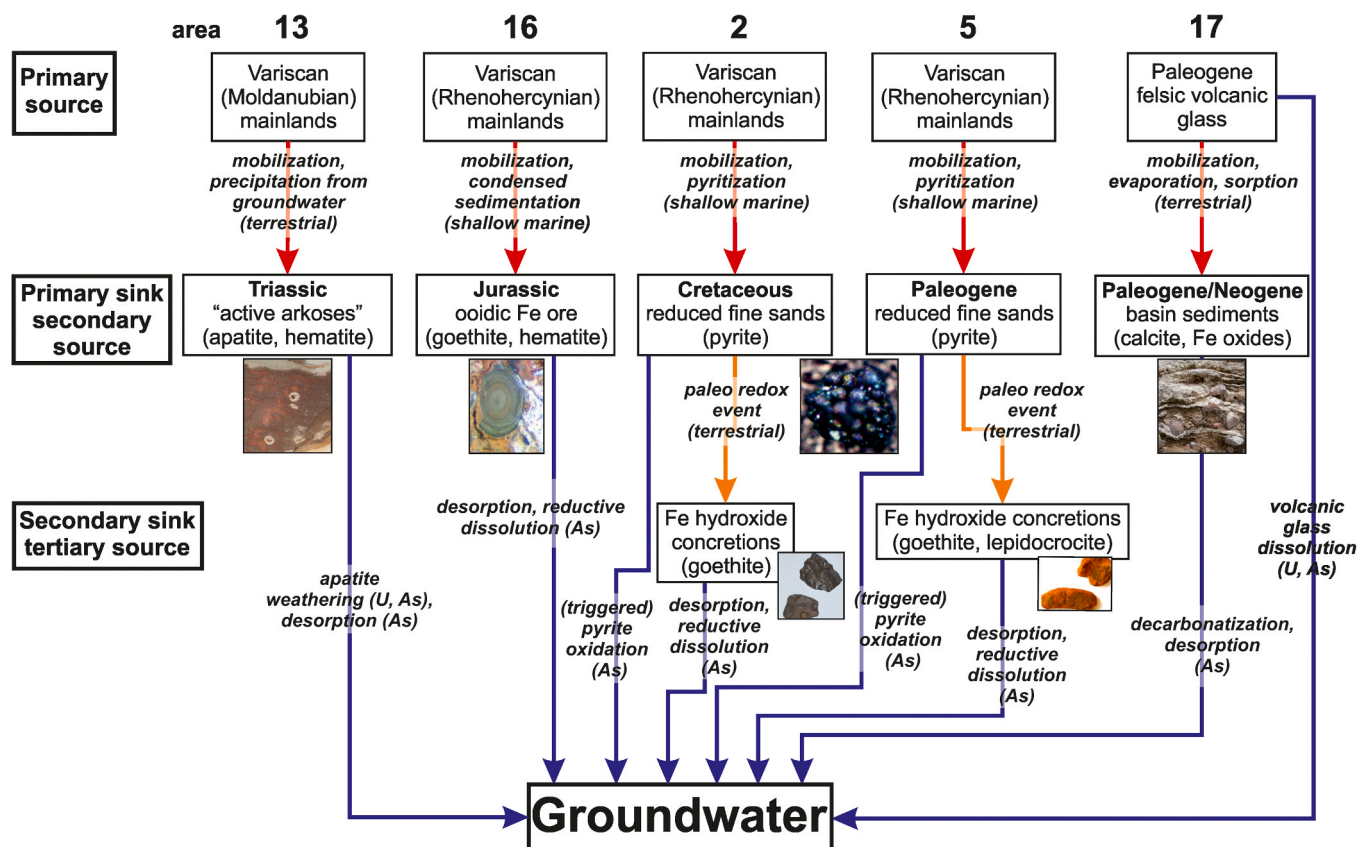 area 13 16 2 5 17
Primary
source
Variscan
(Moldanubian)
mainlands
Variscan
(Rhenohercynian)
mainlands
Variscan
(Rhenohercynian)
mainlands
Variscan
(Rhenohercynian)
mainlands
Paleogene
felsic volcanic
glass
mobilization,
precipitation from
groundwater
(terrestrial)
mobilization,
condensed
sedimentation
(shallow marine)
mobilization,
pyritization
(shallow marine)
mobilization,
pyritization
(shallow marine)
mobilization,
evaporation, sorption
(terrestrial)
Primary sink
secondary
source
Triassic
“active arkoses”
(apatite, hematite)
Jurassic
ooidic Fe ore
(goethite, hematite)
Cretaceous
reduced fine sands
(pyrite)
Paleogene
reduced fine sands
(pyrite)
Paleogene/Neogene
basin sediments
(calcite, Fe oxides)
paleo redox
event
(terrestrial)
paleo redox
event
(terrestrial)
Secondary sink
tertiary source
desorption, reductive
dissolution (As)
Fe hydroxide
concretions
(goethite)
Fe hydroxide concretions
(goethite, lepidocrocite)
volcanic
glass
dissolution
(U, As)
apatite
weathering (U, As),
desorption (As)
(triggered)
pyrite
oxidation
(As)
desorption,
reductive
dissolution
(As)
(triggered)
pyrite
oxidation
(As)
desorption,
reductive
dissolution
(As)
decarbonatization,
desorption
(As)
Groundwater